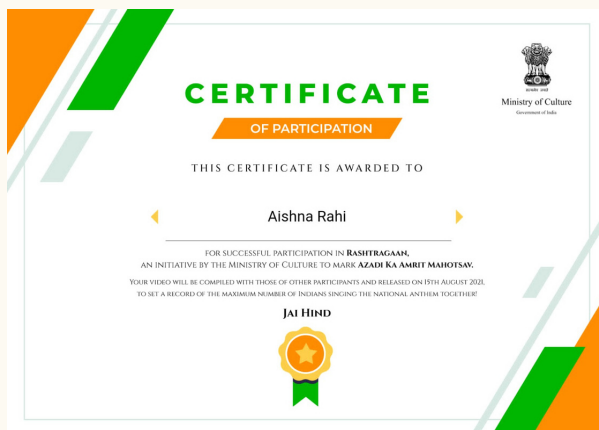 CERTIFICATE
OF PARTICIPATION
सत्यमेव जयते
Ministry of Culture
Government of India
THIS CERTIFICATE IS AWARDED TO
Aishna Rahi
FOR SUCCESSFUL PARTICIPATION IN RASHTRAGAAN,
AN INITIATIVE BY THE MINISTRY OF CULTURE TO MARK AZADI KA AMRIT MAHOTSAV.
YOUR VIDEO WILL BE COMPILED WITH THOSE OF OTHER PARTICIPANTS AND RELEASED ON 15TH AUGUST 2021,
TO SET A RECORD OF THE MAXIMUM NUMBER OF INDIANS SINGING THE NATIONAL ANTHEM TOGETHER!
JAI HIND